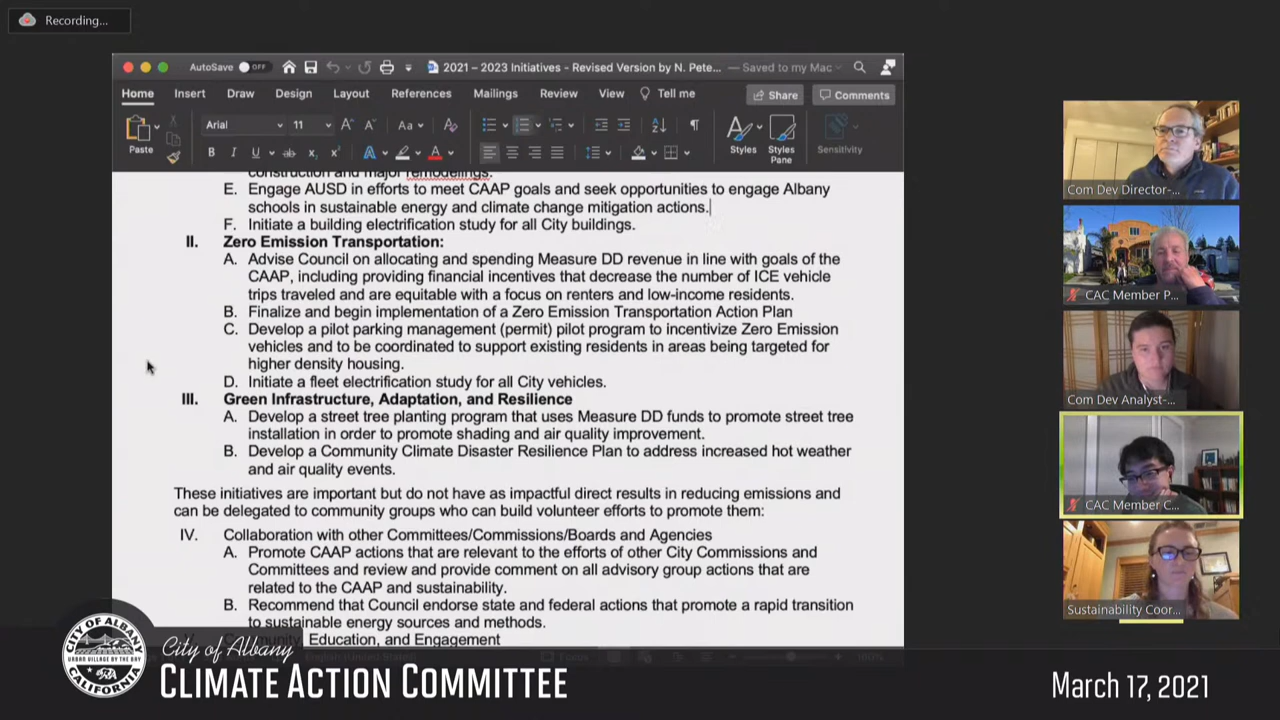 Recording...
AutoSave OFF 2021 – 2023 Initiatives - Revised Version by N. Pete... — Saved to my Mac
Home Insert Draw Design Layout References Mailings Review View Tell me Share Comments
Paste Arial 11 Styles Styles Pane Sensitivity
construction and major remodelings.
E. Engage AUSD in efforts to meet CAAP goals and seek opportunities to engage Albany
schools in sustainable energy and climate change mitigation actions.
F. Initiate a building electrification study for all City buildings.
II. Zero Emission Transportation:
A. Advise Council on allocating and spending Measure DD revenue in line with goals of the
CAAP, including providing financial incentives that decrease the number of ICE vehicle
trips traveled and are equitable with a focus on renters and low-income residents.
B. Finalize and begin implementation of a Zero Emission Transportation Action Plan
C. Develop a pilot parking management (permit) pilot program to incentivize Zero Emission
vehicles and to be coordinated to support existing residents in areas being targeted for
higher density housing.
D. Initiate a fleet electrification study for all City vehicles.
III. Green Infrastructure, Adaptation, and Resilience
A. Develop a street tree planting program that uses Measure DD funds to promote street tree
installation in order to promote shading and air quality improvement.
B. Develop a Community Climate Disaster Resilience Plan to address increased hot weather
and air quality events.
These initiatives are important but do not have as impactful direct results in reducing emissions and
can be delegated to community groups who can build volunteer efforts to promote them:
IV. Collaboration with other Committees/Commissions/Boards and Agencies
A. Promote CAAP actions that are relevant to the efforts of other City Commissions and
Committees and review and provide comment on all advisory group actions that are
related to the CAAP and sustainability.
B. Recommend that Council endorse state and federal actions that promote a rapid transition
to sustainable energy sources and methods.
Education, and Engagement
Com Dev Director-...
CAC Member P...
Com Dev Analyst-...
CAC Member C...
Sustainability Coor...
CITY OF ALBANY
URBAN VILLAGE BY THE BAY
CALIFORNIA
City of Albany
CLIMATE ACTION COMMITTEE
March 17, 2021